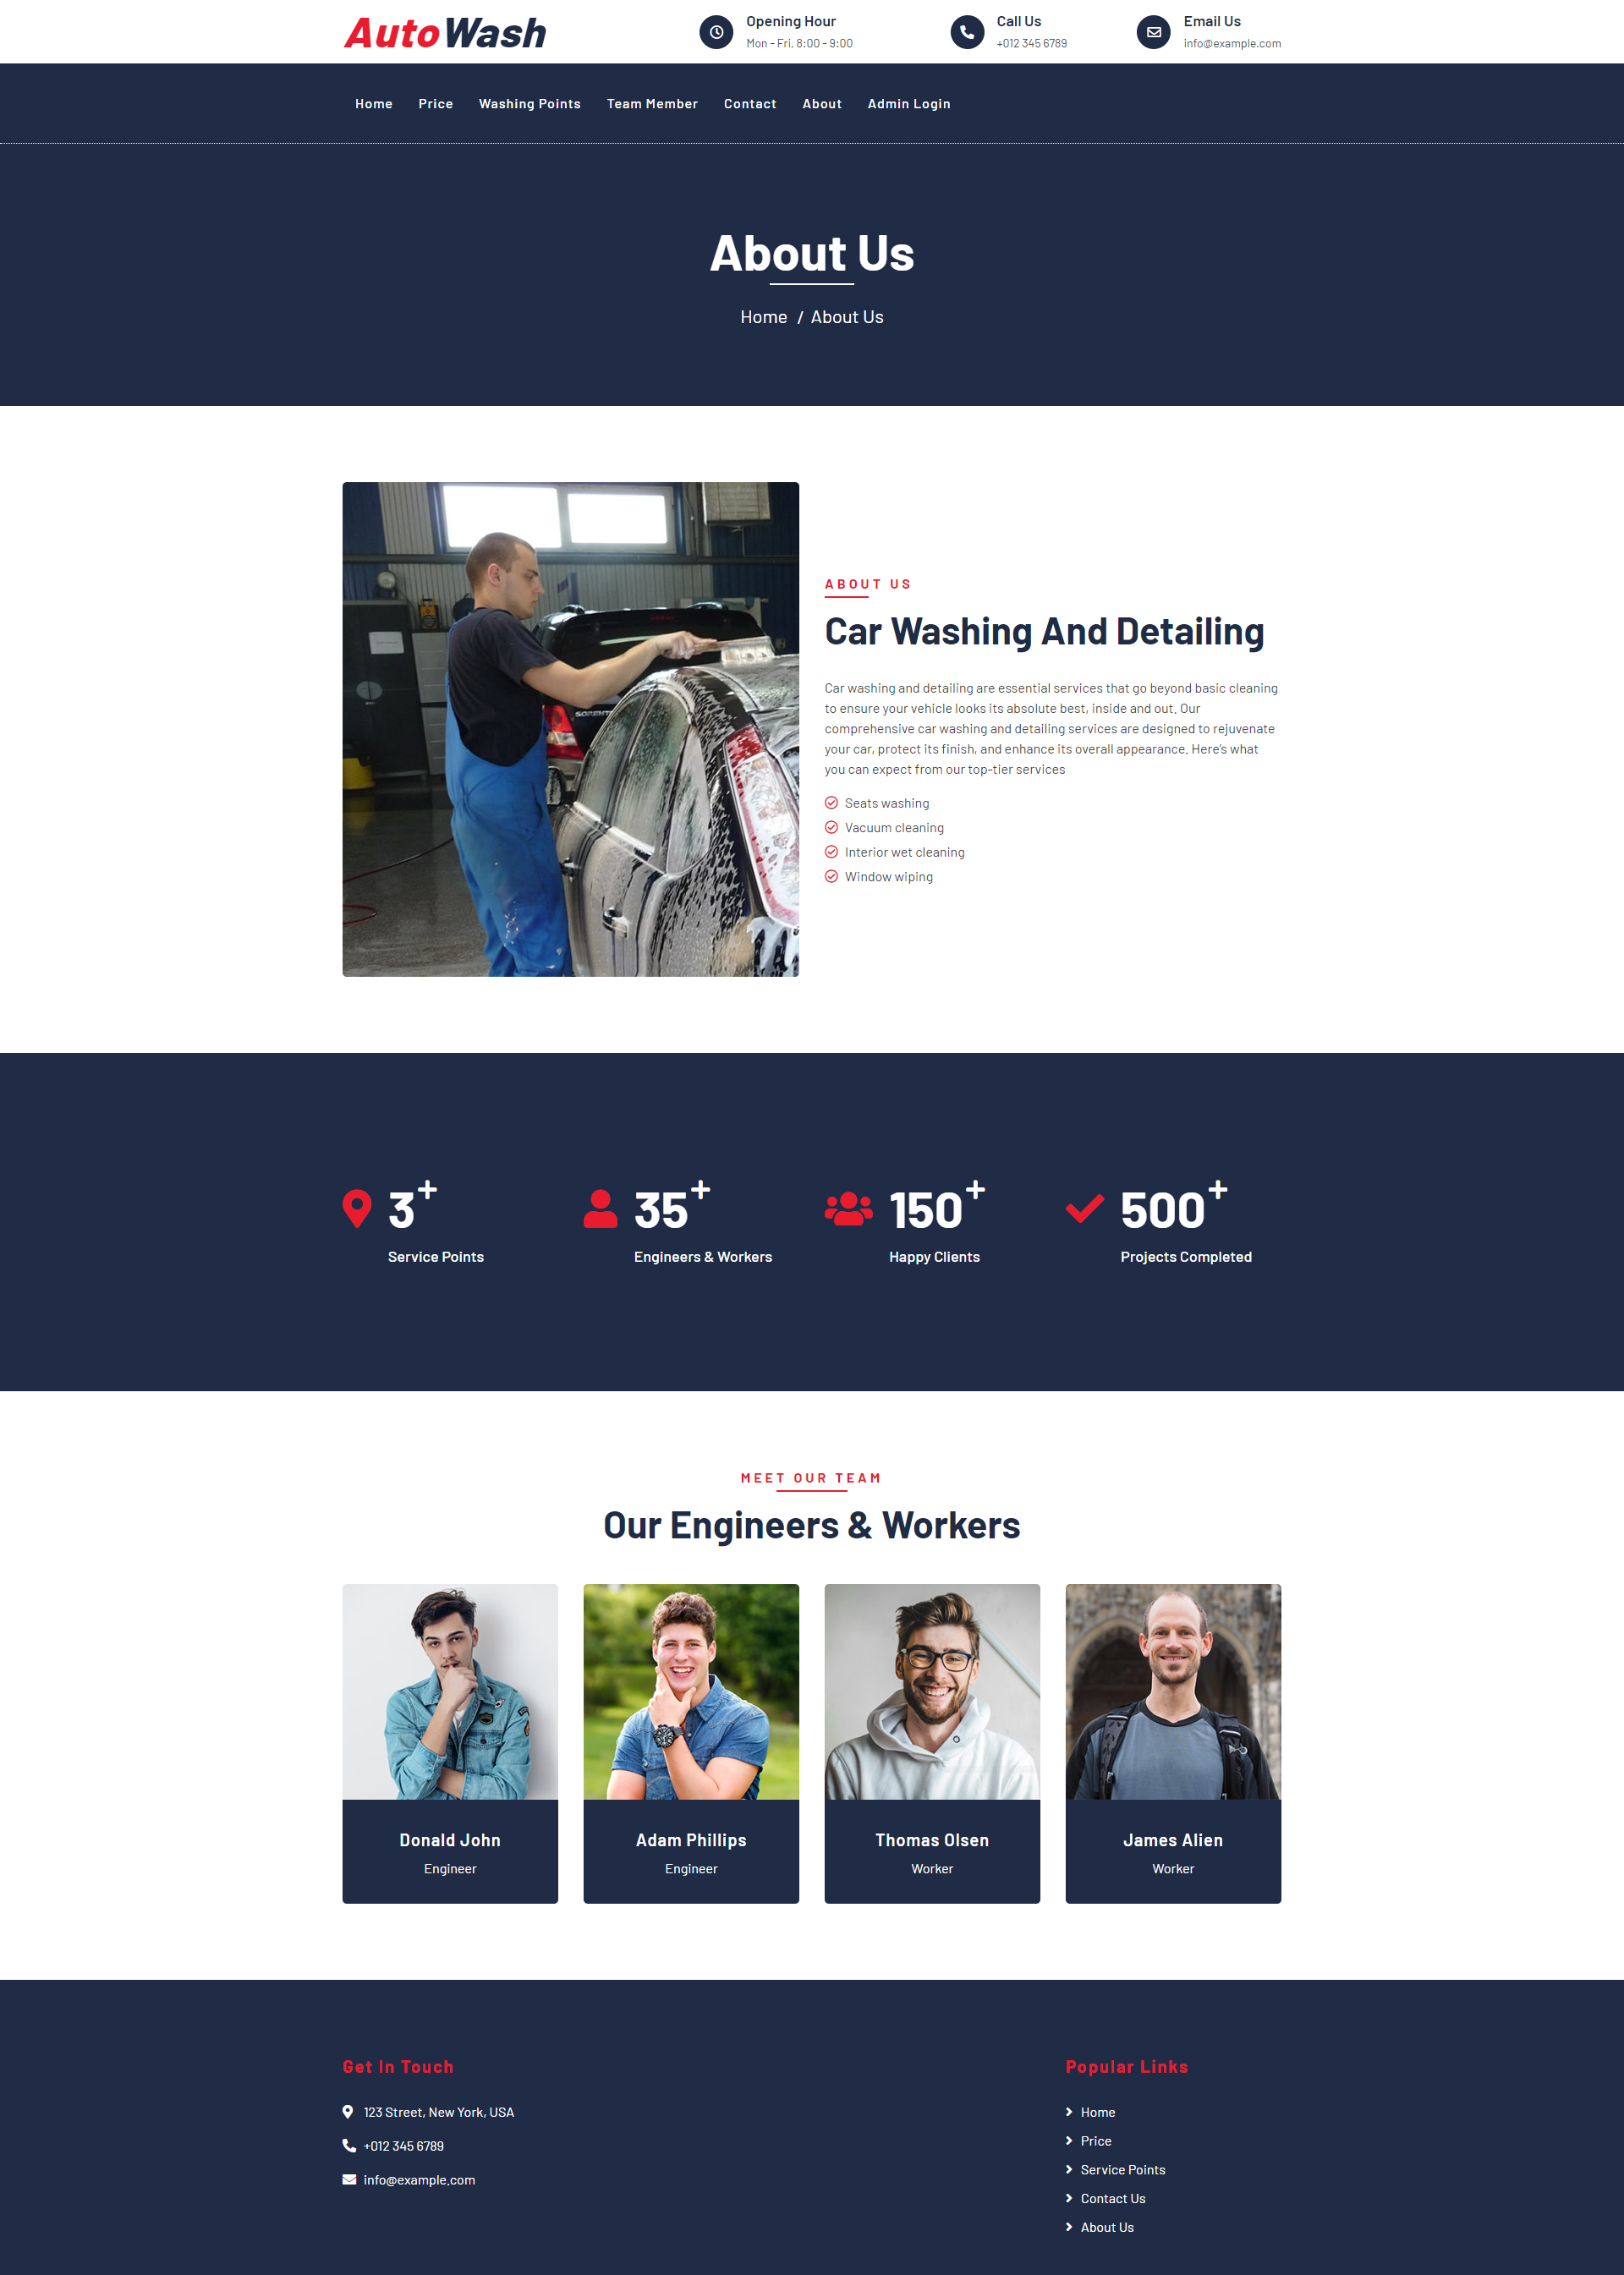 AutoWash
Opening Hour
Mon - Fri, 8:00 - 9:00
Call Us
+012 345 6789
Email Us
info@example.com
Home Price Washing Points Team Member Contact About Admin Login
About Us
Home / About Us
ABOUT US
Car Washing And Detailing
Car washing and detailing are essential services that go beyond basic cleaning
to ensure your vehicle looks its absolute best, inside and out. Our
comprehensive car washing and detailing services are designed to rejuvenate
your car, protect its finish, and enhance its overall appearance. Here's what
you can expect from our top-tier services
Seats washing
Vacuum cleaning
Interior wet cleaning
Window wiping
SORENTO
3+
Service Points
35+
Engineers & Workers
150+
Happy Clients
500+
Projects Completed
MEET OUR TEAM
Our Engineers & Workers
Donald John
Engineer
Adam Phillips
Engineer
Thomas Olsen
Worker
James Alien
Worker
Get In Touch
123 Street, New York, USA
+012 345 6789
info@example.com
Popular Links
Home
Price
Service Points
Contact Us
About Us